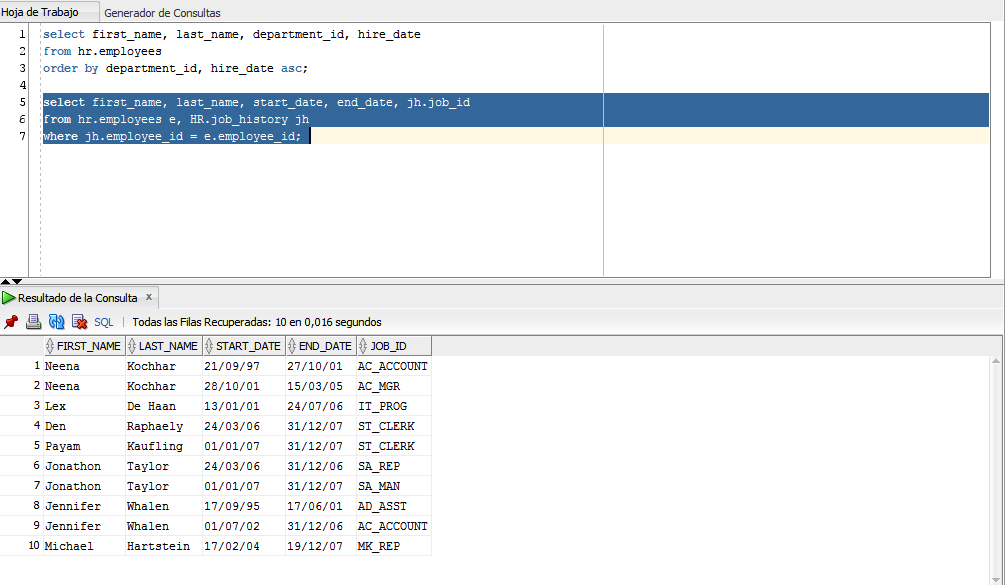 Hoja de Trabajo Generador de Consultas
1 select first_name, last_name, department_id, hire_date
2 from hr.employees
3 order by department_id, hire_date asc;
4
5 select first_name, last_name, start_date, end_date, jh.job_id
6 from hr.employees e, HR.job_history jh
7 where jh.employee_id = e.employee_id;
Resultado de la Consulta x
SQL | Todas las Filas Recuperadas: 10 en 0,016 segundos
FIRST_NAME LAST_NAME START_DATE END_DATE JOB_ID
1 Neena Kochhar 21/09/97 27/10/01 AC_ACCOUNT
2 Neena Kochhar 28/10/01 15/03/05 AC_MGR
3 Lex De Haan 13/01/01 24/07/06 IT_PROG
4 Den Raphaely 24/03/06 31/12/07 ST_CLERK
5 Payam Kaufling 01/01/07 31/12/07 ST_CLERK
6 Jonathon Taylor 24/03/06 31/12/06 SA_REP
7 Jonathon Taylor 01/01/07 31/12/07 SA_MAN
8 Jennifer Whalen 17/09/95 17/06/01 AD_ASST
9 Jennifer Whalen 01/07/02 31/12/06 AC_ACCOUNT
10 Michael Hartstein 17/02/04 19/12/07 MK_REP